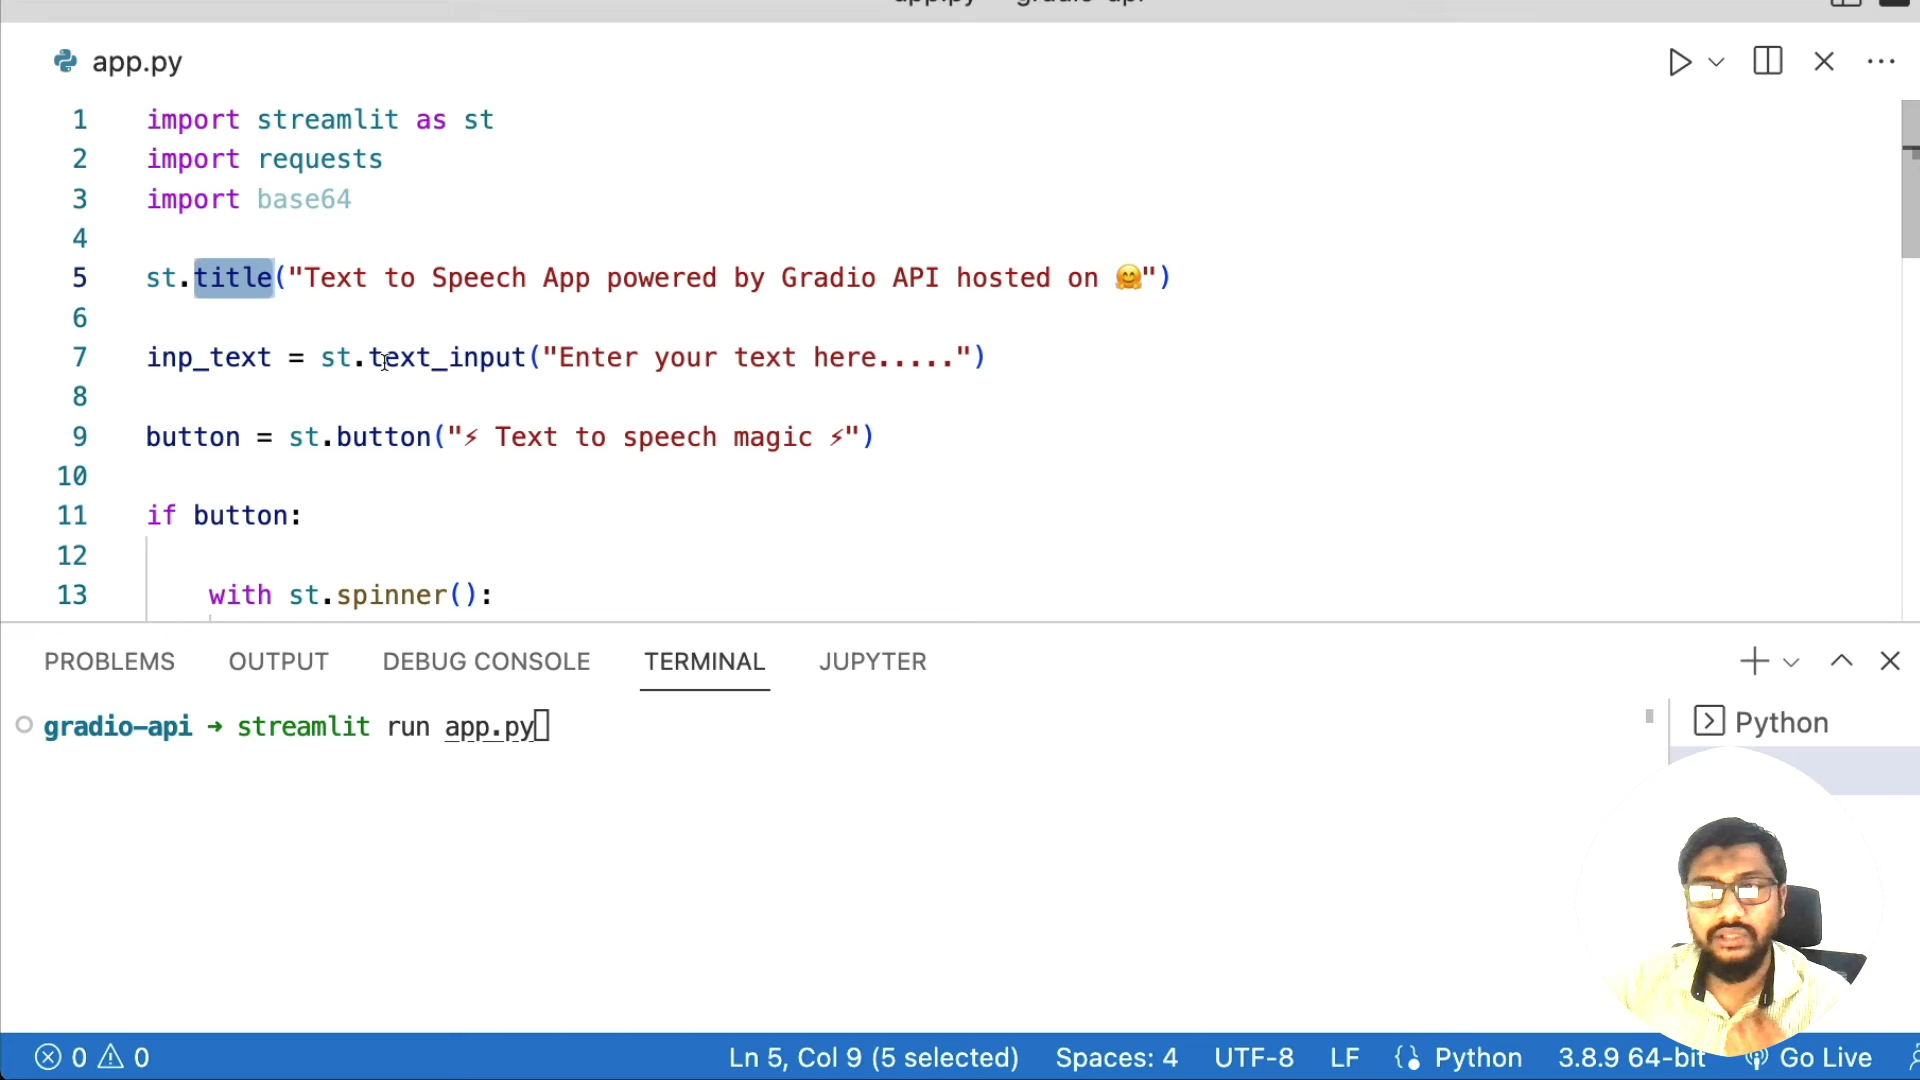 app.py
1 import streamlit as st
2 import requests
3 import base64
4
5 st.title("Text to Speech App powered by Gradio API hosted on 🤗")
6
7 inp_text = st.text_input("Enter your text here.....")
8
9 button = st.button("⚡ Text to speech magic ⚡")
10
11 if button:
12
13 with st.spinner():
PROBLEMS OUTPUT DEBUG CONSOLE TERMINAL JUPYTER
gradio-api → streamlit run app.py
Python
0 0 Ln 5, Col 9 (5 selected) Spaces: 4 UTF-8 LF Python 3.8.9 64-bit Go Live